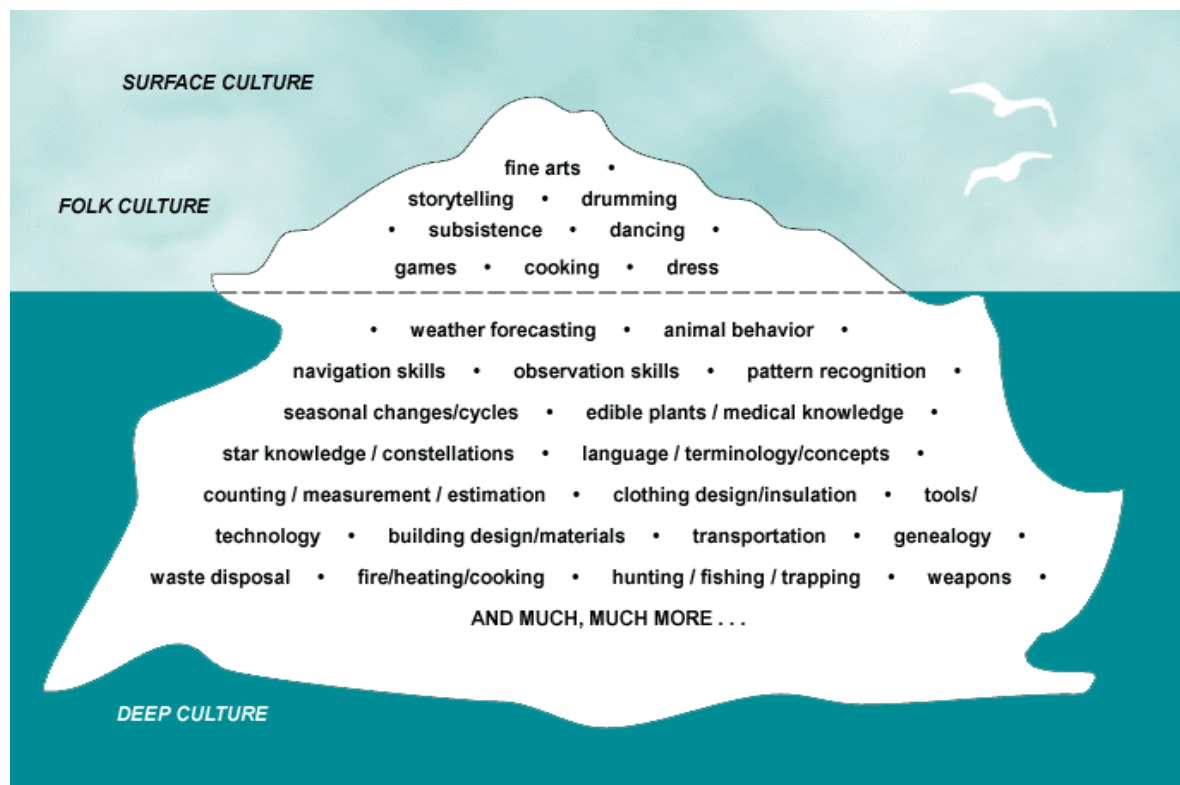 SURFACE CULTURE
fine arts •
storytelling • drumming
FOLK CULTURE
• subsistence • dancing •
games • cooking • dress
• weather forecasting • animal behavior •
navigation skills • observation skills • pattern recognition •
seasonal changes/cycles • edible plants / medical knowledge •
star knowledge / constellations • language / terminology/concepts •
counting / measurement / estimation • clothing design/insulation • tools/
technology • building design/materials • transportation • genealogy •
waste disposal • fire/heating/cooking • hunting / fishing / trapping • weapons •
AND MUCH, MUCH MORE . . .
DEEP CULTURE